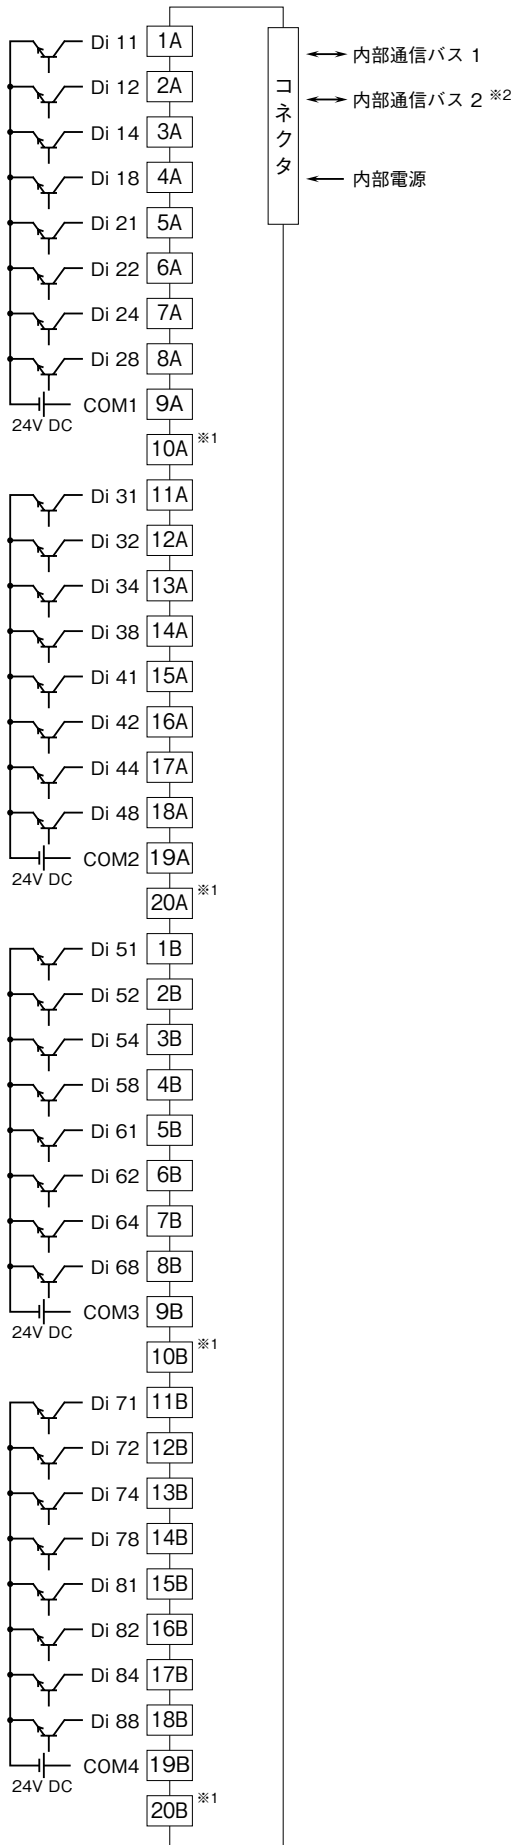 Di 11 1A
Di 12 2A
Di 14 3A
Di 18 4A
Di 21 5A
Di 22 6A
Di 24 7A
Di 28 8A
COM1 9A
24V DC
10A ※1
Di 31 11A
Di 32 12A
Di 34 13A
Di 38 14A
Di 41 15A
Di 42 16A
Di 44 17A
Di 48 18A
COM2 19A
24V DC
20A ※1
Di 51 1B
Di 52 2B
Di 54 3B
Di 58 4B
Di 61 5B
Di 62 6B
Di 64 7B
Di 68 8B
COM3 9B
24V DC
10B ※1
Di 71 11B
Di 72 12B
Di 74 13B
Di 78 14B
Di 81 15B
Di 82 16B
Di 84 17B
Di 88 18B
COM4 19B
24V DC
20B ※1
コネクタ
内部通信バス 1
内部通信バス 2 ※2
内部電源